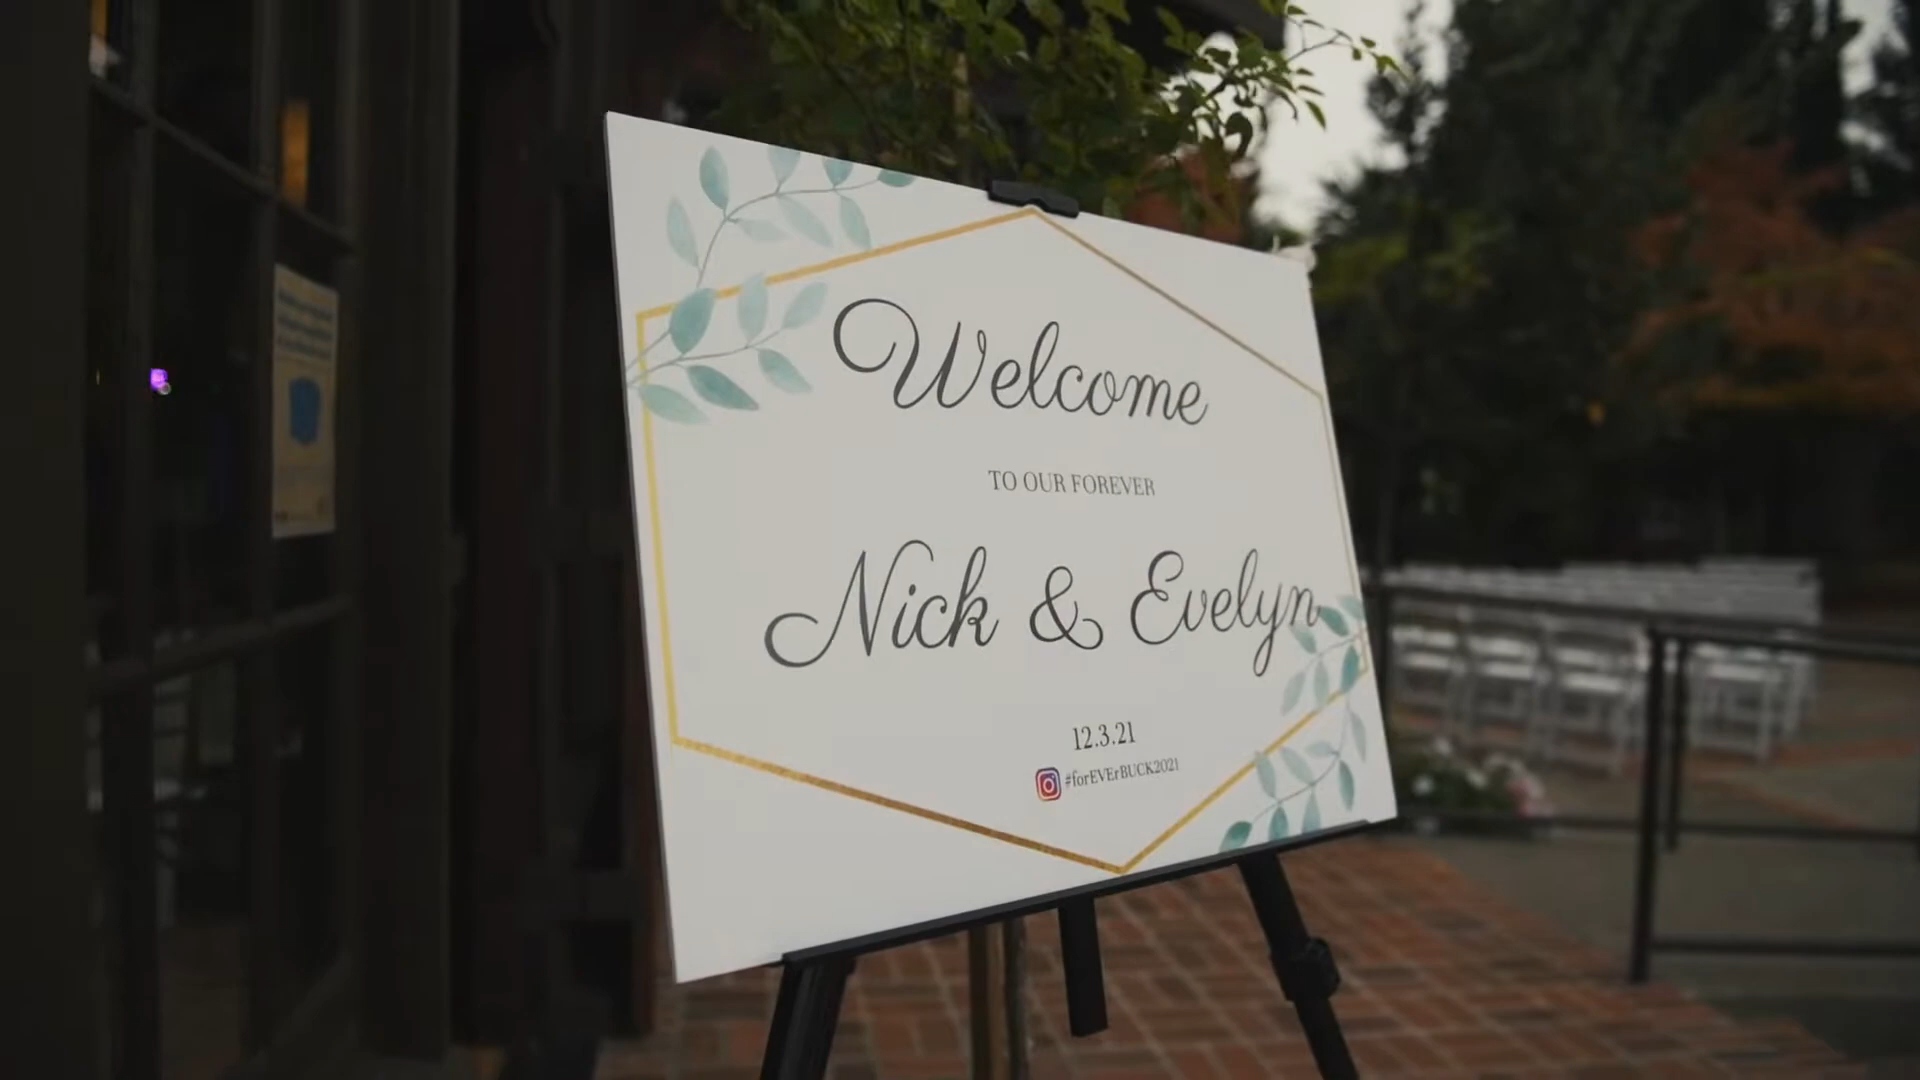 Welcome
TO OUR FOREVER
Nick & Evelyn
12.3.21
#forEVErBUCK2021